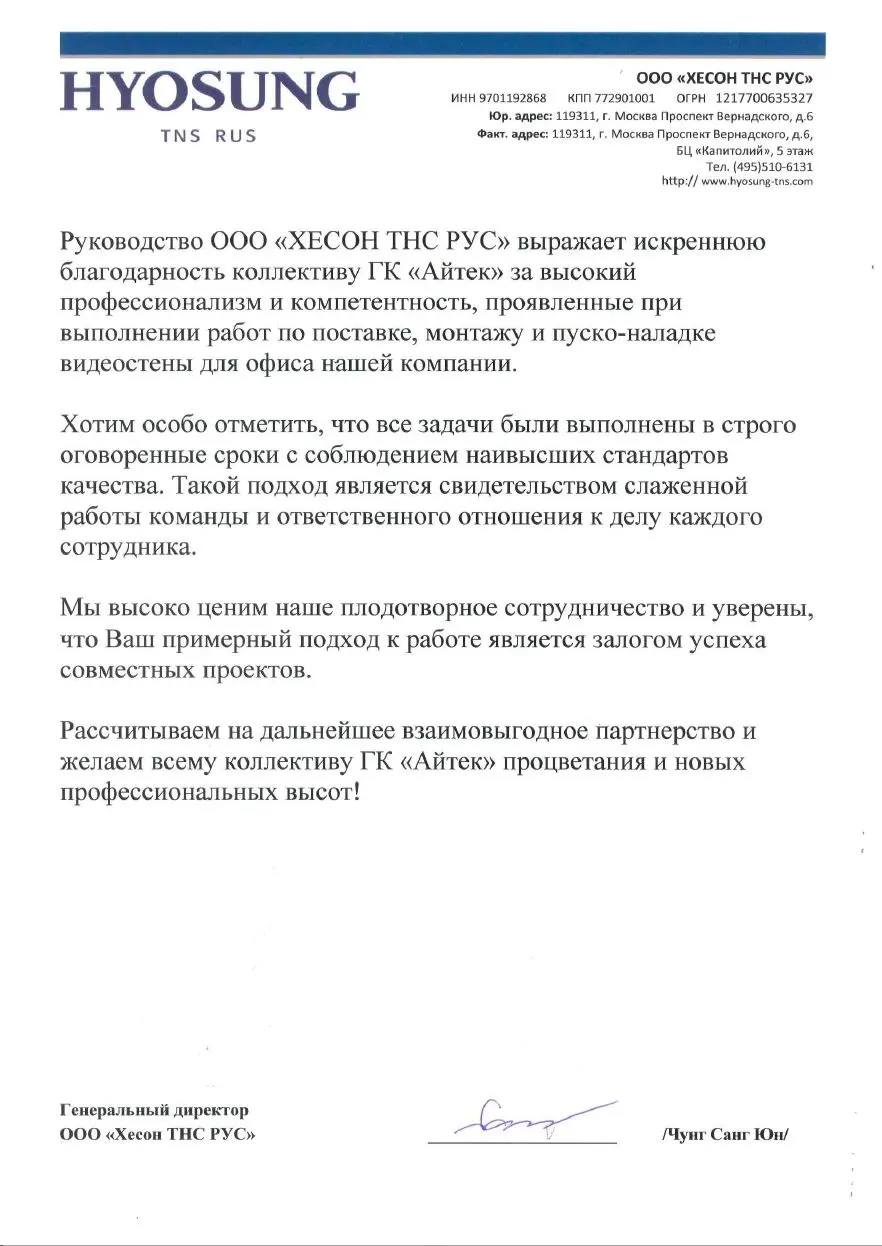 HYOSUNG
TNS RUS
ООО «ХЕСОН ТНС РУС»
ИНН 9701192868 КПП 772901001 ОГРН 1217700635327
Юр. адрес: 119311, г. Москва Проспект Вернадского, д.6
Факт. адрес: 119311, г. Москва Проспект Вернадского, д.6,
БЦ «Капитолий», 5 этаж
Тел. (495)510-6131
http:// www.hyosung-tns.com
Руководство ООО «ХЕСОН ТНС РУС» выражает искреннюю
благодарность коллективу ГК «Айтек» за высокий
профессионализм и компетентность, проявленные при
выполнении работ по поставке, монтажу и пуско-наладке
видеостены для офиса нашей компании.
Хотим особо отметить, что все задачи были выполнены в строго
оговоренные сроки с соблюдением наивысших стандартов
качества. Такой подход является свидетельством слаженной
работы команды и ответственного отношения к делу каждого
сотрудника.
Мы высоко ценим наше плодотворное сотрудничество и уверены,
что Ваш примерный подход к работе является залогом успеха
совместных проектов.
Рассчитываем на дальнейшее взаимовыгодное партнерство и
желаем всему коллективу ГК «Айтек» процветания и новых
профессиональных высот!
Генеральный директор
ООО «Хесон ТНС РУС»
/Чунг Санг Юн/